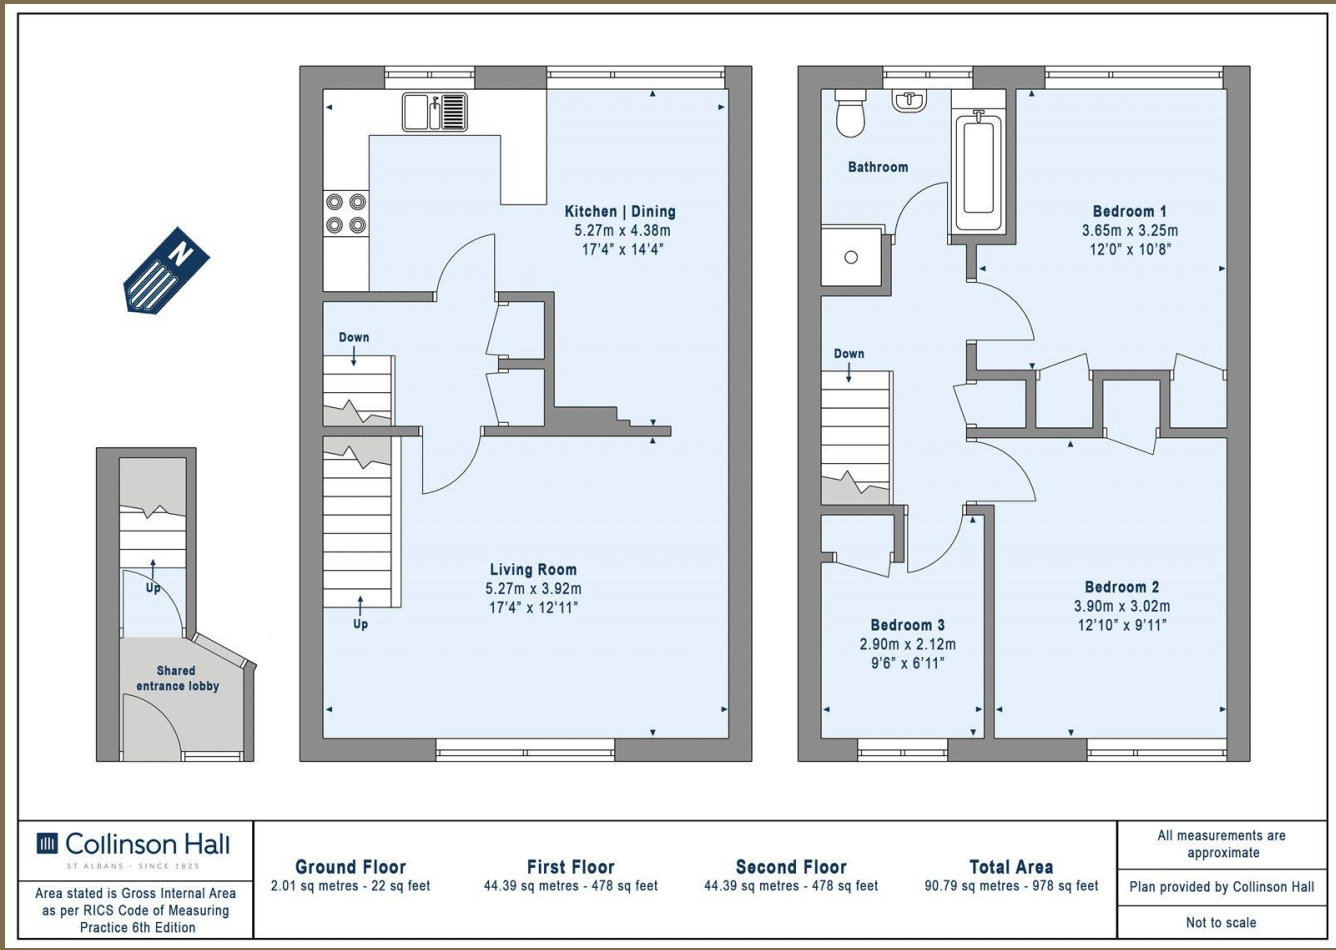 N
Kitchen | Dining
5.27m x 4.38m
17'4" x 14'4"
Down
Living Room
5.27m x 3.92m
17'4" x 12'11"
Up
Up
Shared
entrance lobby
Bathroom
Bedroom 1
3.65m x 3.25m
12'0" x 10'8"
Down
Bedroom 2
3.90m x 3.02m
12'10" x 9'11"
Bedroom 3
2.90m x 2.12m
9'6" x 6'11"
Collinson Hall
ST ALBANS · SINCE 1825
Area stated is Gross Internal Area
as per RICS Code of Measuring
Practice 6th Edition
Ground Floor
2.01 sq metres - 22 sq feet
First Floor
44.39 sq metres - 478 sq feet
Second Floor
44.39 sq metres - 478 sq feet
Total Area
90.79 sq metres - 978 sq feet
All measurements are
approximate
Plan provided by Collinson Hall
Not to scale